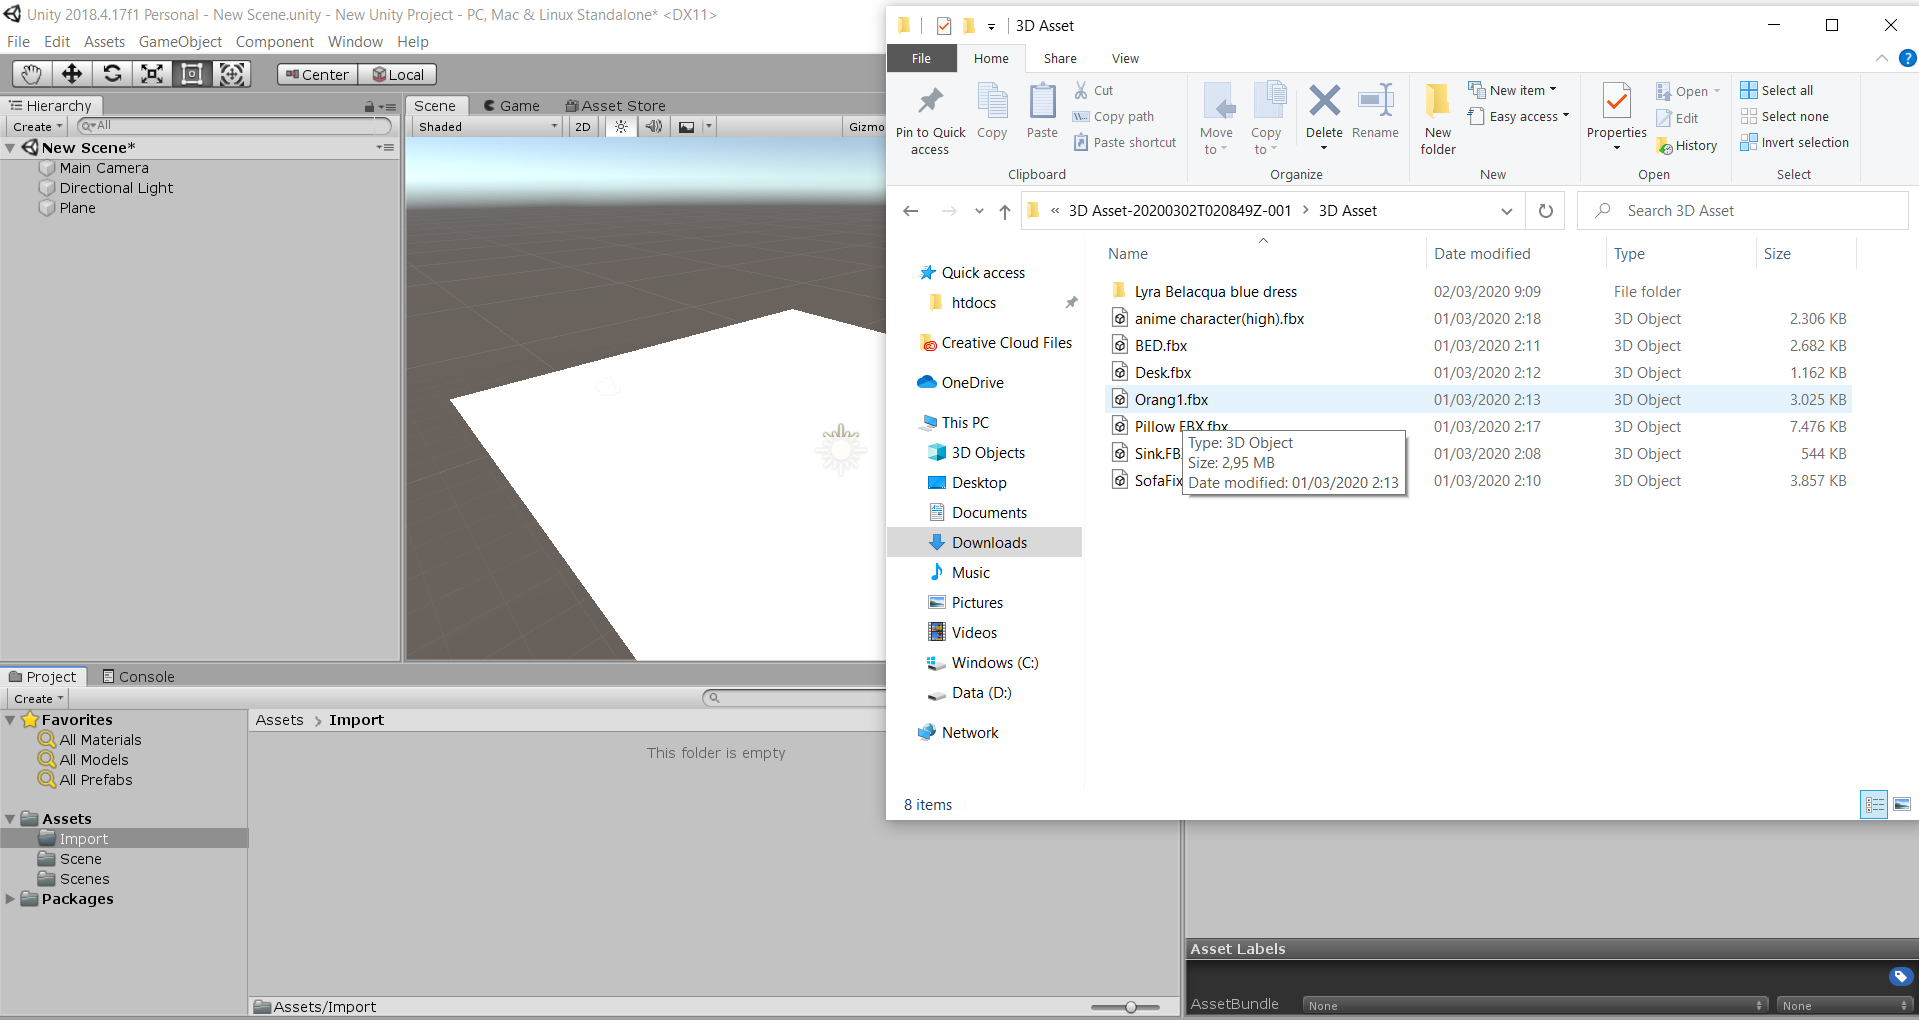 Unity 2018.4.17f1 Personal - New Scene.unity - New Unity Project - PC, Mac & Linux Standalone* <DX11>
File Edit Assets GameObject Component Window Help
Center Local
Hierarchy
Create All
New Scene*
Main Camera
Directional Light
Plane
Scene Game Asset Store
Shaded 2D Gizmo
Project Console
Create
Favorites
All Materials
All Models
All Prefabs
Assets
Import
Scene
Scenes
Packages
Assets > Import
This folder is empty
Assets/Import
3D Asset
File Home Share View
Pin to Quick access
Copy
Paste
Cut
Copy path
Paste shortcut
Clipboard
Move to
Copy to
Delete
Rename
Organize
New folder
New item
Easy access
New
Properties
Open
Edit
History
Open
Select all
Select none
Invert selection
Select
« 3D Asset-20200302T020849Z-001 > 3D Asset
Search 3D Asset
Quick access
htdocs
Creative Cloud Files
OneDrive
This PC
3D Objects
Desktop
Documents
Downloads
Music
Pictures
Videos
Windows (C:)
Data (D:)
Network
Name Date modified Type Size
Lyra Belacqua blue dress 02/03/2020 9:09 File folder
anime character(high).fbx 01/03/2020 2:18 3D Object 2.306 KB
BED.fbx 01/03/2020 2:11 3D Object 2.682 KB
Desk.fbx 01/03/2020 2:12 3D Object 1.162 KB
Orang1.fbx 01/03/2020 2:13 3D Object 3.025 KB
Pillow FBX.fbx 01/03/2020 2:17 3D Object 7.476 KB
Sink.FB 01/03/2020 2:08 3D Object 544 KB
SofaFix 01/03/2020 2:10 3D Object 3.857 KB
Type: 3D Object
Size: 2,95 MB
Date modified: 01/03/2020 2:13
8 items
Asset Labels
AssetBundle None None